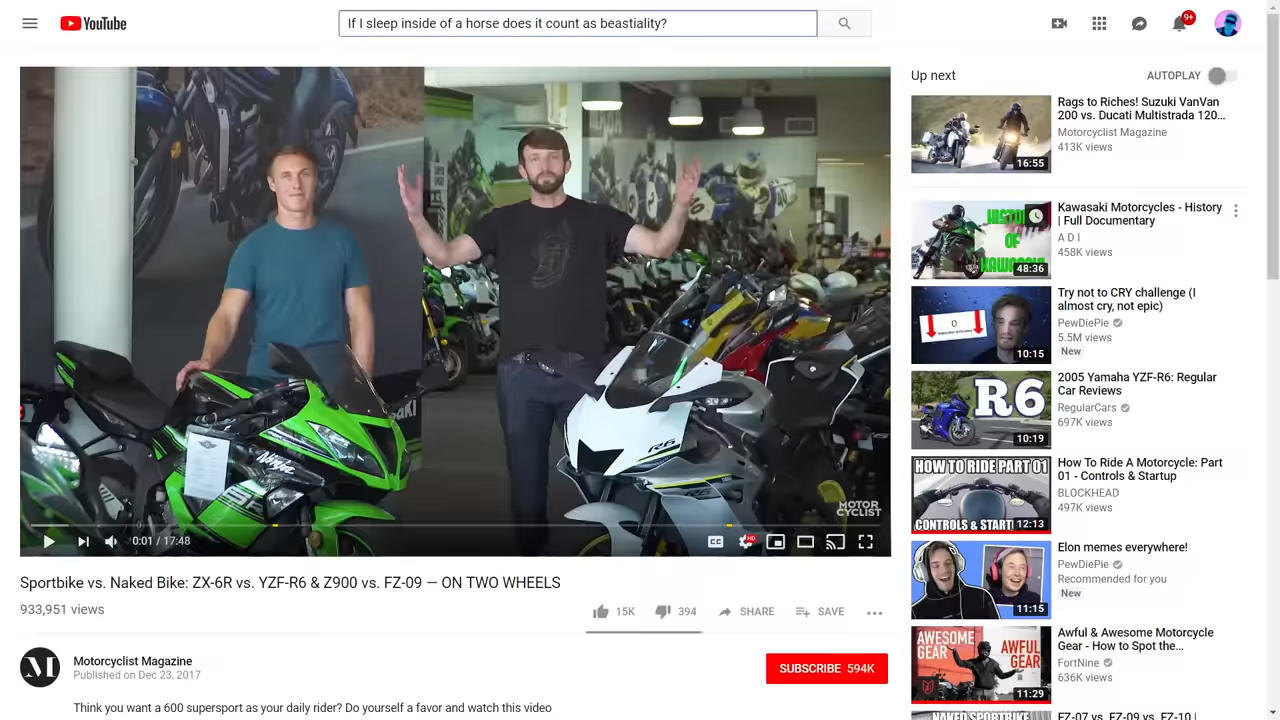 YouTube
If I sleep inside of a horse does it count as beastiality?
9+
MOTOR
CYCLIST
Ninja
R6
CC
HD
0:01 / 17:48
Sportbike vs. Naked Bike: ZX-6R vs. YZF-R6 & Z900 vs. FZ-09 — ON TWO WHEELS
933,951 views
15K
394
SHARE
SAVE
M
Motorcyclist Magazine
Published on Dec 23, 2017
SUBSCRIBE 594K
Think you want a 600 supersport as your daily rider? Do yourself a favor and watch this video
Up next
AUTOPLAY
16:55
Rags to Riches! Suzuki VanVan
200 vs. Ducati Multistrada 120...
Motorcyclist Magazine
413K views
OF
48:36
Kawasaki Motorcycles - History
| Full Documentary
A D I
458K views
0
10:15
Try not to CRY challenge (I
almost cry, not epic)
PewDiePie
5.5M views
New
R6
10:19
2005 Yamaha YZF-R6: Regular
Car Reviews
RegularCars
697K views
HOW TO RIDE PART 01
CONTROLS & START
12:13
How To Ride A Motorcycle: Part
01 - Controls & Startup
BLOCKHEAD
497K views
11:15
Elon memes everywhere!
PewDiePie
Recommended for you
New
AWESOME
GEAR
AWFUL
GEAR
11:29
Awful & Awesome Motorcycle
Gear - How to Spot the...
FortNine
636K views
NAKED SPORTBIKE
FZ-07 vs. FZ-09 vs. FZ-10 |